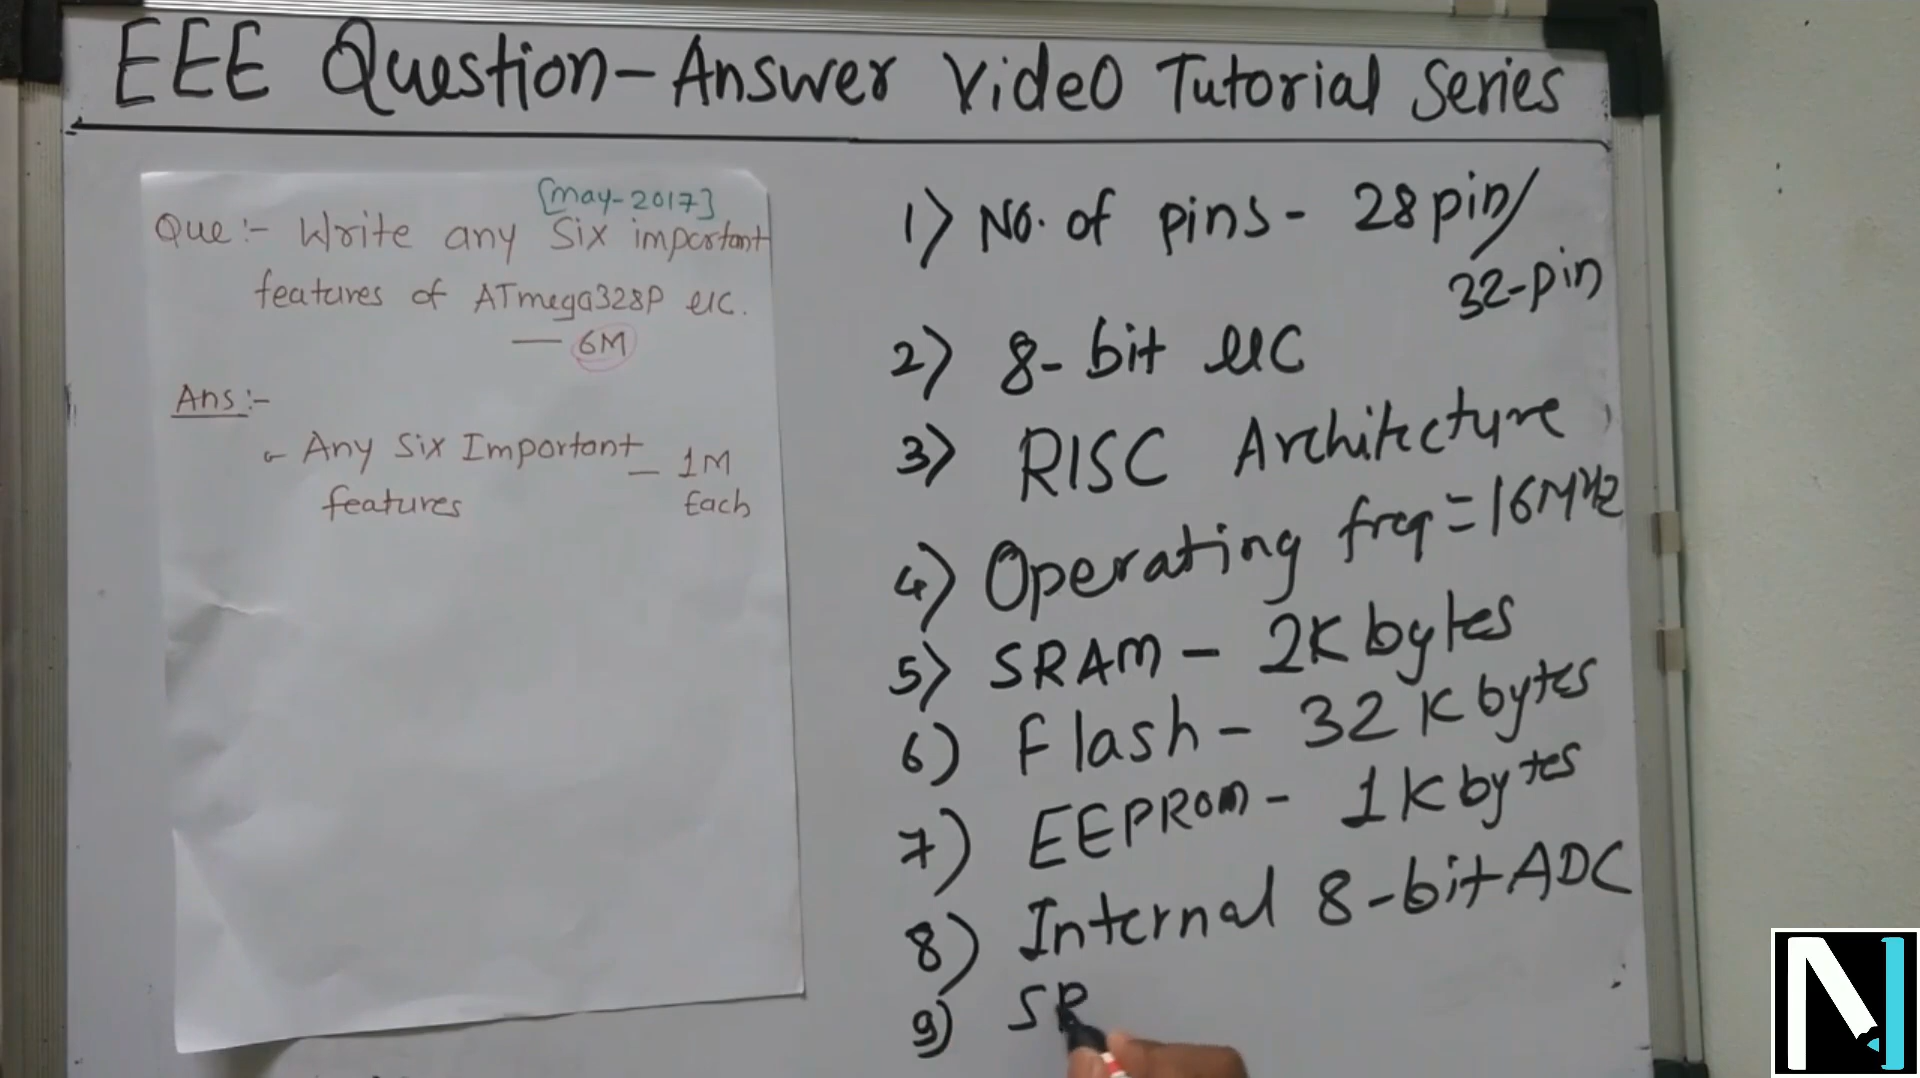 EEE Question-Answer Video Tutorial Series
[May-2017]
Que:- Write any Six important
features of ATmega328P uc.
— 6M
Ans:-
Any Six Important — 1M
features Each
1) No. of pins - 28 pin/
32-pin
2) 8-bit uC
3) RISC Architecture
4) Operating freq = 16MHz
5) SRAM - 2K bytes
6) Flash - 32 K bytes
7) EEPROM - 1K bytes
8) Internal 8-bit ADC
9) SP
N